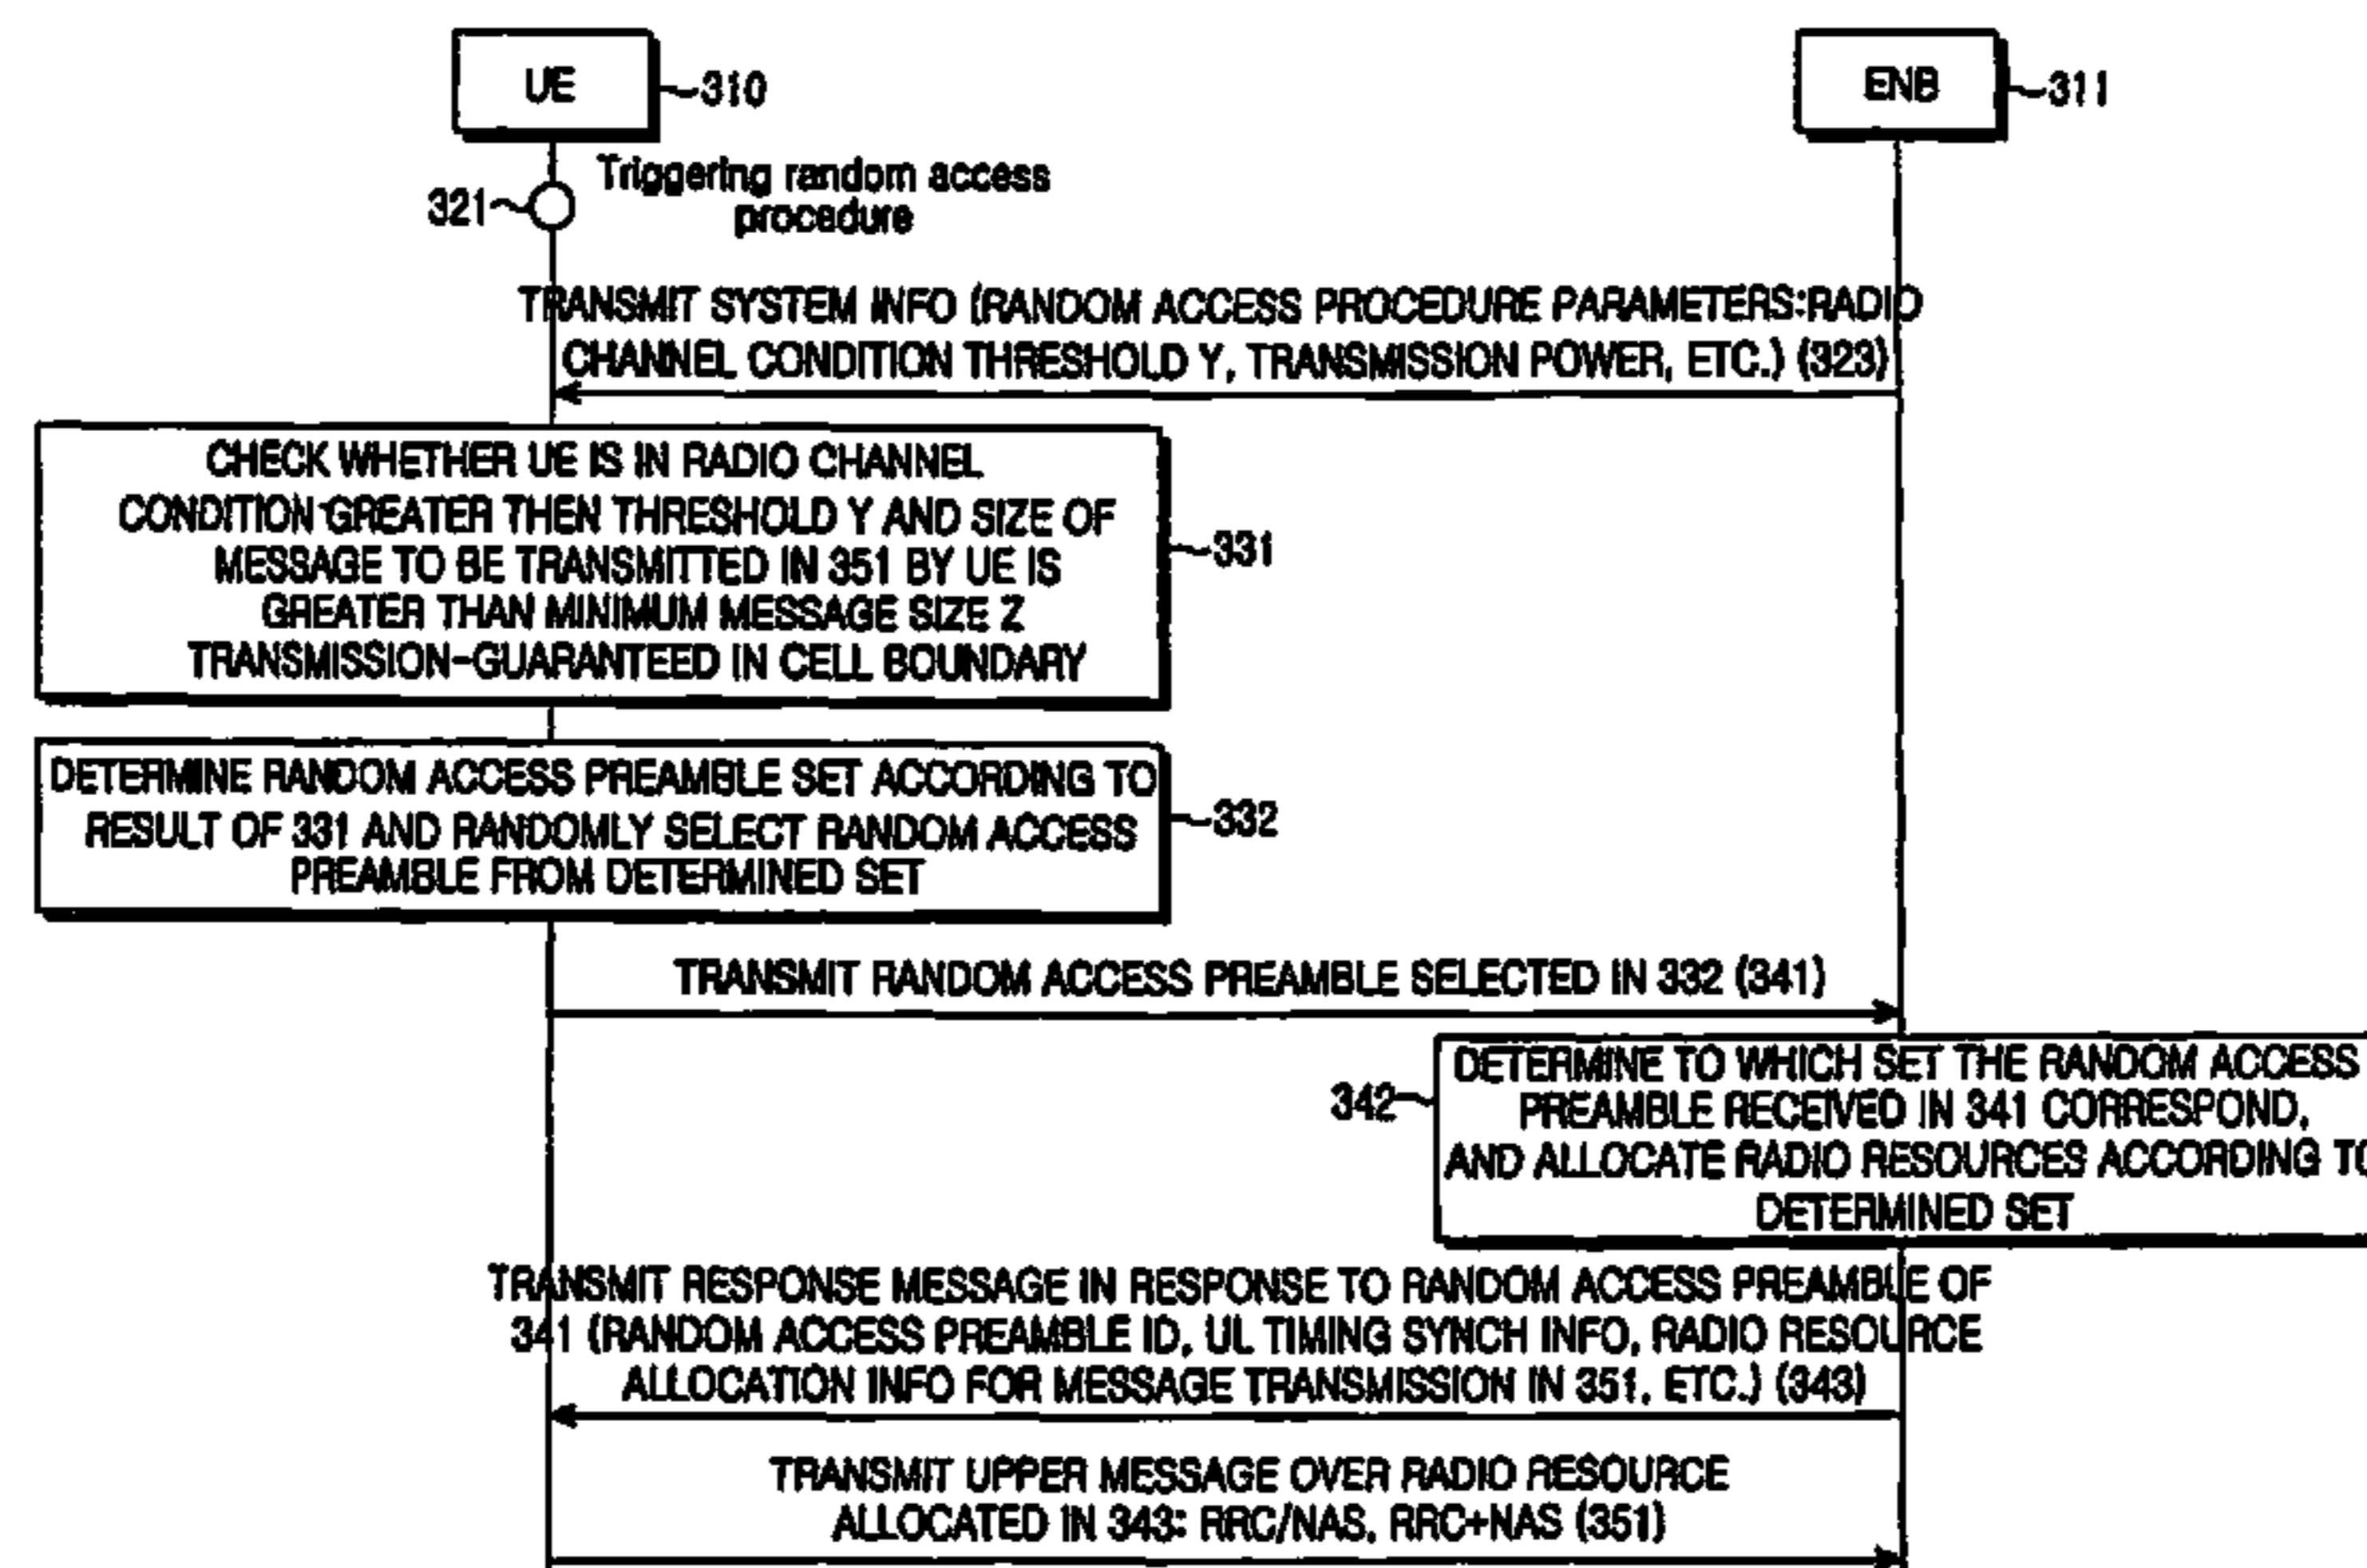 UE
310
ENB
311
321
Triggering random access
procedure
TRANSMIT SYSTEM INFO (RANDOM ACCESS PROCEDURE PARAMETERS:RADIO
CHANNEL CONDITION THRESHOLD Y, TRANSMISSION POWER, ETC.) (323)
CHECK WHETHER UE IS IN RADIO CHANNEL
CONDITION GREATER THEN THRESHOLD Y AND SIZE OF
MESSAGE TO BE TRANSMITTED IN 351 BY UE IS
GREATER THAN MINIMUM MESSAGE SIZE Z
TRANSMISSION-GUARANTEED IN CELL BOUNDARY
331
DETERMINE RANDOM ACCESS PREAMBLE SET ACCORDING TO
RESULT OF 331 AND RANDOMLY SELECT RANDOM ACCESS
PREAMBLE FROM DETERMINED SET
332
TRANSMIT RANDOM ACCESS PREAMBLE SELECTED IN 332 (341)
342
DETERMINE TO WHICH SET THE RANDOM ACCESS
PREAMBLE RECEIVED IN 341 CORRESPOND,
AND ALLOCATE RADIO RESOURCES ACCORDING TO
DETERMINED SET
TRANSMIT RESPONSE MESSAGE IN RESPONSE TO RANDOM ACCESS PREAMBLE OF
341 (RANDOM ACCESS PREAMBLE ID, UL TIMING SYNCH INFO, RADIO RESOURCE
ALLOCATION INFO FOR MESSAGE TRANSMISSION IN 351, ETC.) (343)
TRANSMIT UPPER MESSAGE OVER RADIO RESOURCE
ALLOCATED IN 343: RRC/NAS, RRC+NAS (351)